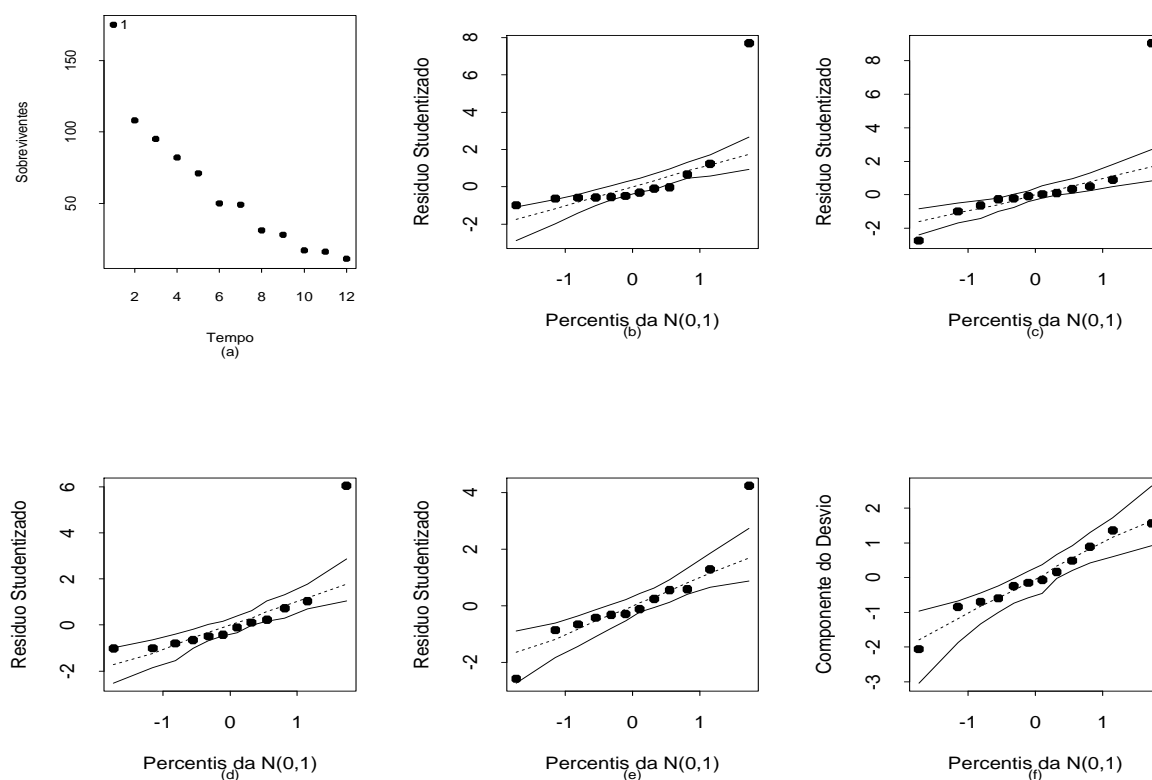 1
Sobreviventes
50
100
150
2
4
6
8
10
12
Tempo
(a)
Resíduo Studentizado
-2
0
2
4
6
8
-1
0
1
Percentis da N(0,1)
(b)
Resíduo Studentizado
-2
0
2
4
6
8
-1
0
1
Percentis da N(0,1)
(c)
Resíduo Studentizado
-2
0
2
4
6
-1
0
1
Percentis da N(0,1)
(d)
Resíduo Studentizado
-2
0
2
4
-1
0
1
Percentis da N(0,1)
(e)
Componente do Desvio
-3
-2
-1
0
1
2
-1
0
1
Percentis da N(0,1)
(f)